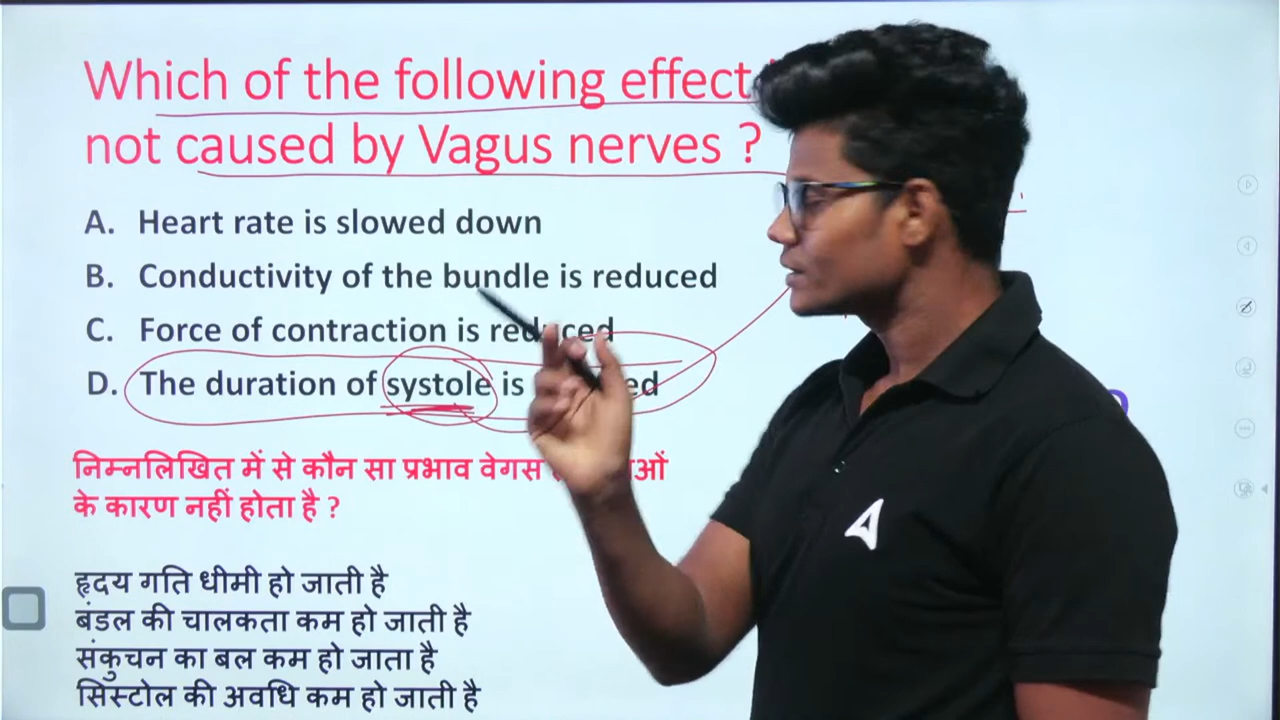 Which of the following effect
not caused by Vagus nerves ?
A. Heart rate is slowed down
B. Conductivity of the bundle is reduced
C. Force of contraction is reduced
D. The duration of systole is
निम्नलिखित में से कौन सा प्रभाव वेगस
के कारण नहीं होता है ?
हृदय गति धीमी हो जाती है
बंडल की चालकता कम हो जाती है
संकुचन का बल कम हो जाता है
सिस्टोल की अवधि कम हो जाती है